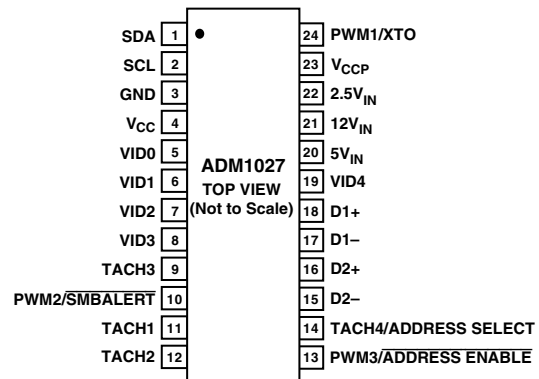 SDA 1 24 PWM1/XTO
SCL 2 23 VCCP
GND 3 22 2.5VIN
VCC 4 21 12VIN
VID0 5 20 5VIN
VID1 6 19 VID4
VID2 7 18 D1+
VID3 8 17 D1–
TACH3 9 16 D2+
PWM2/SMBALERT 10 15 D2–
TACH1 11 14 TACH4/ADDRESS SELECT
TACH2 12 13 PWM3/ADDRESS ENABLE
ADM1027
TOP VIEW
(Not to Scale)